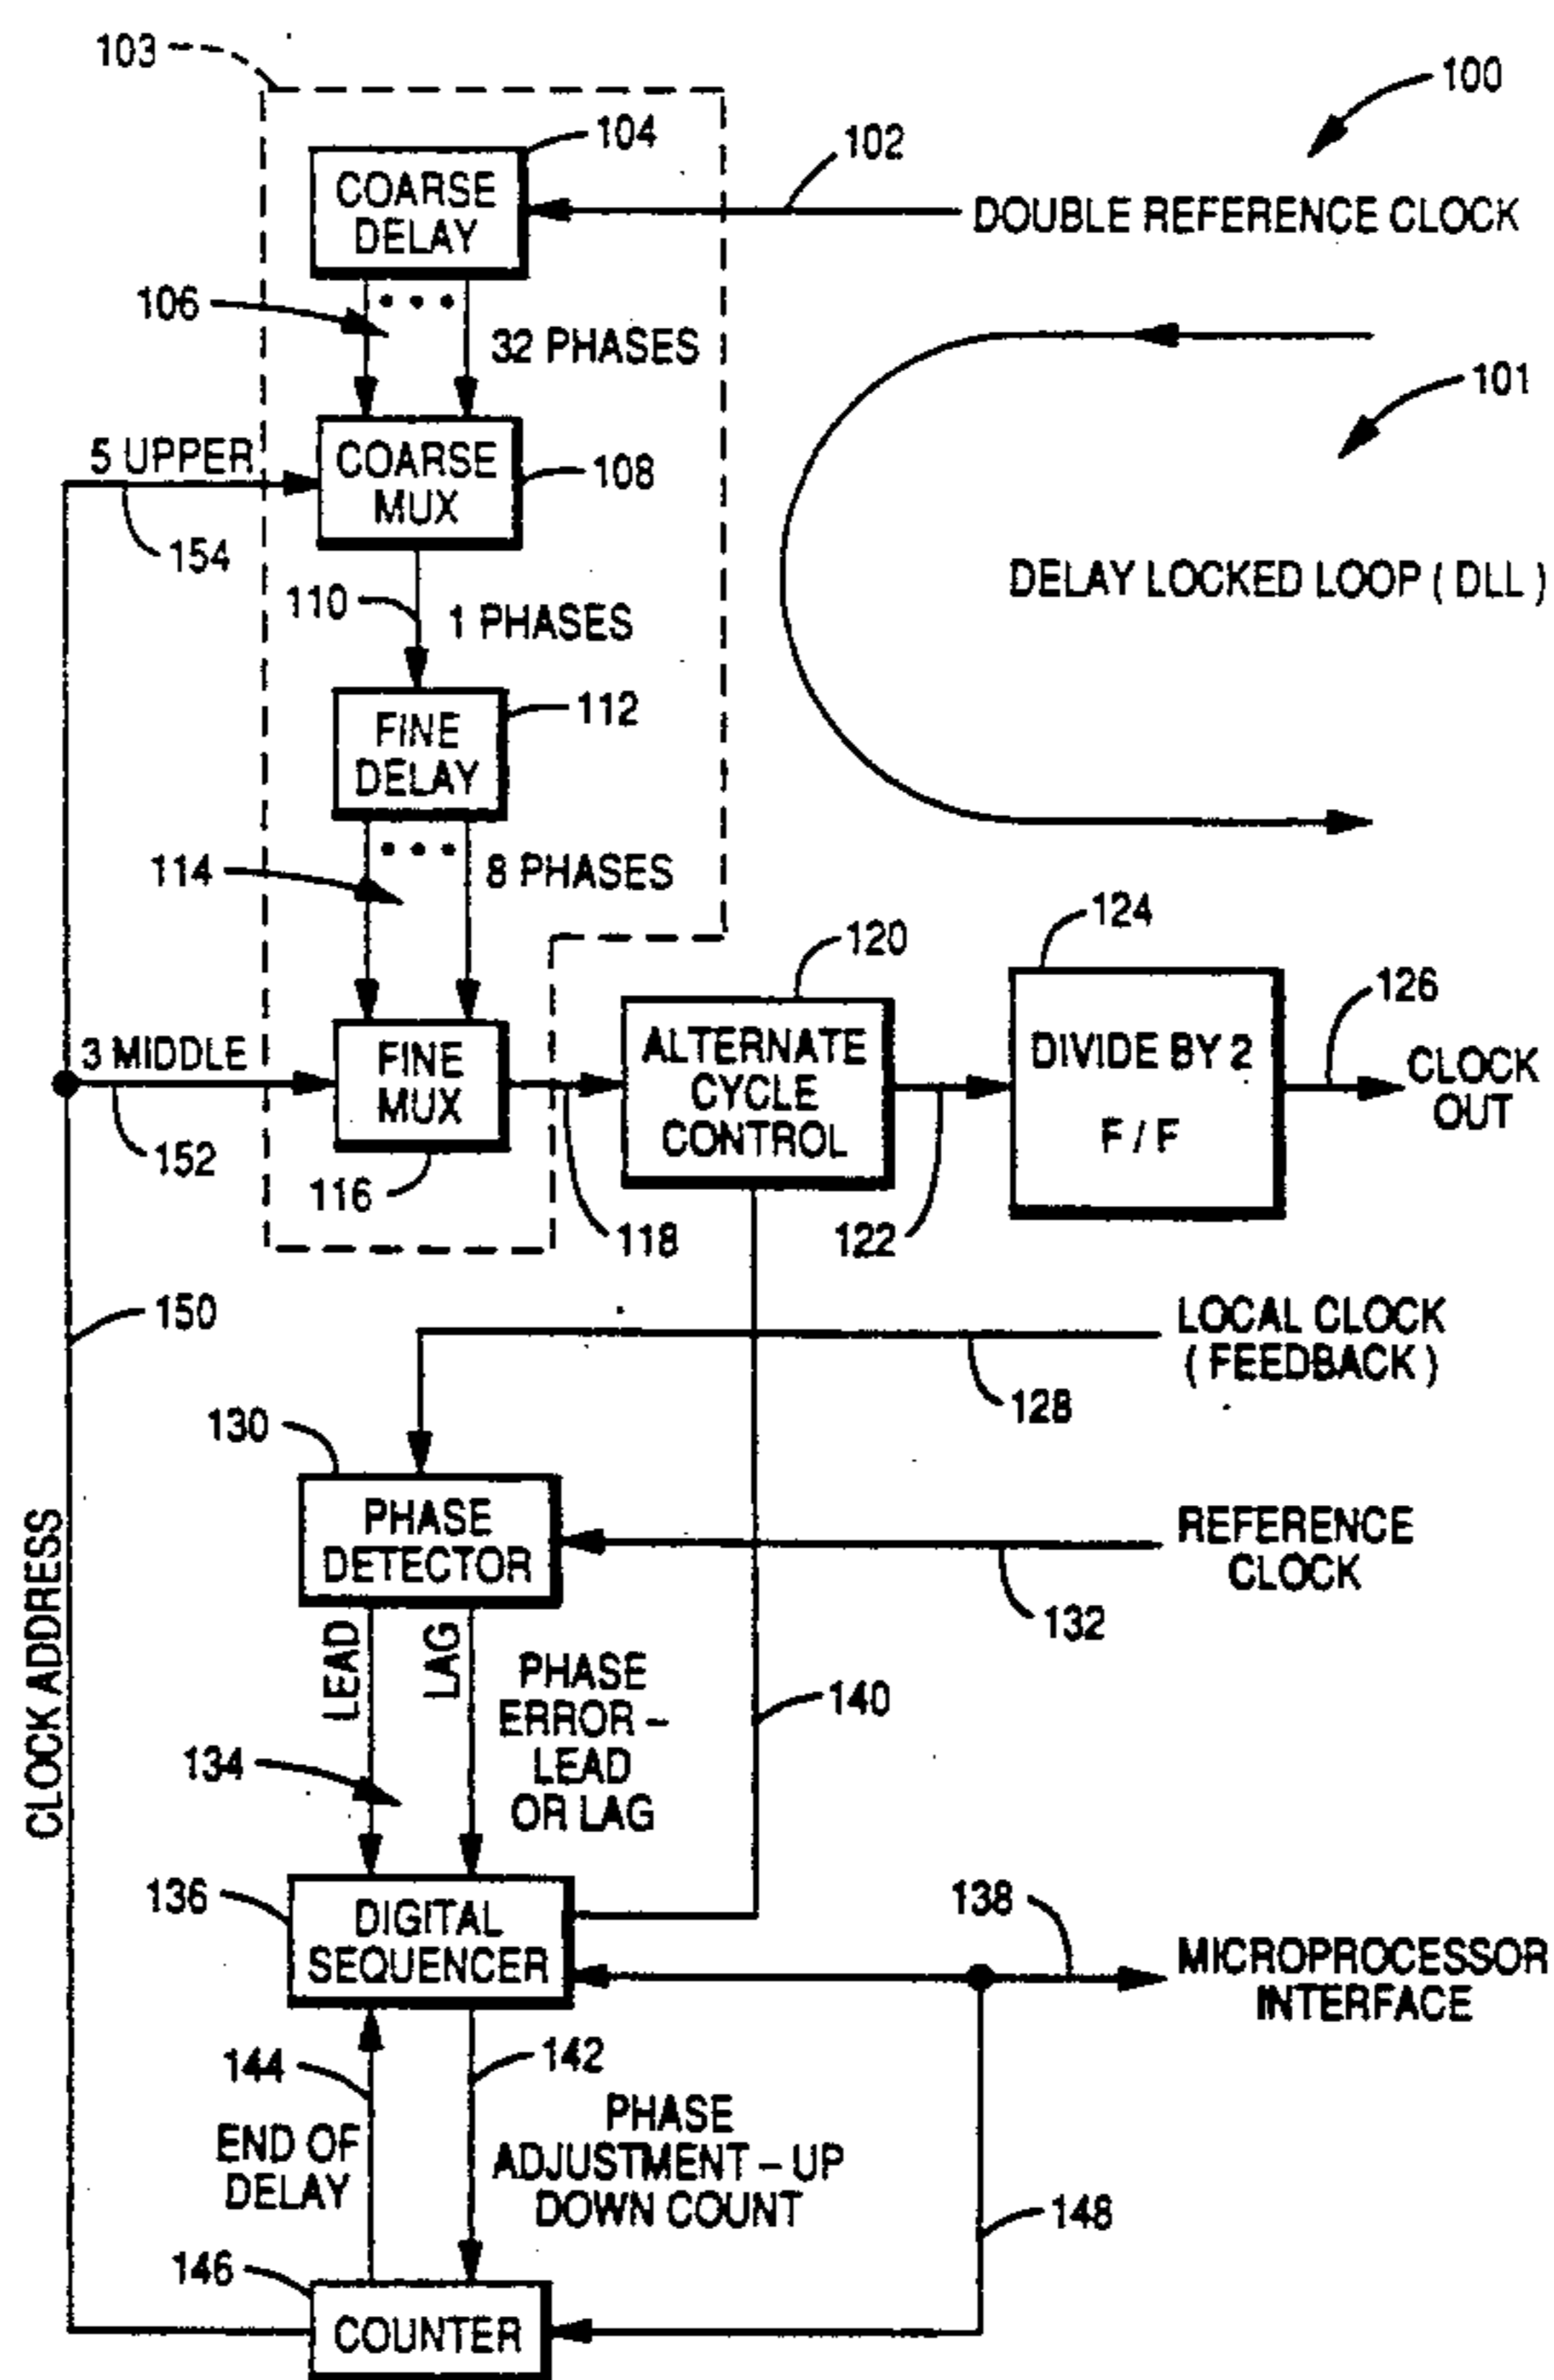 103
100
104
102
COARSE
DELAY
DOUBLE REFERENCE CLOCK
106
32 PHASES
101
5 UPPER
COARSE
MUX
108
154
DELAY LOCKED LOOP ( DLL )
110
1 PHASES
112
FINE
DELAY
114
8 PHASES
120
124
126
3 MIDDLE
FINE
MUX
ALTERNATE
CYCLE
CONTROL
DIVIDE BY 2
F / F
CLOCK
OUT
152
116
118
122
150
LOCAL CLOCK
( FEEDBACK )
128
130
PHASE
DETECTOR
REFERENCE
CLOCK
132
CLOCK ADDRESS
LEAD
LAG
PHASE
ERROR –
LEAD
OR LAG
134
140
136
DIGITAL
SEQUENCER
138
MICROPROCESSOR
INTERFACE
144
142
END OF
DELAY
PHASE
ADJUSTMENT – UP
DOWN COUNT
148
146
COUNTER